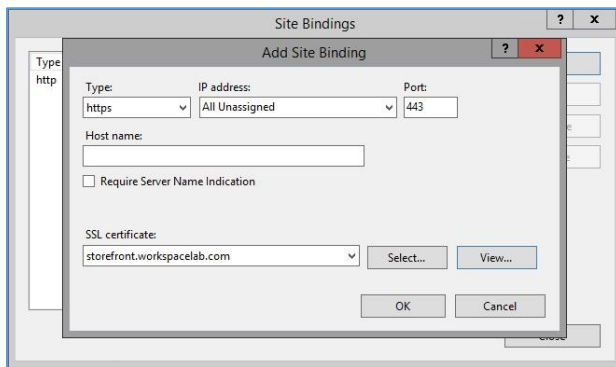 Site Bindings
? x
Add Site Binding
? x
Type
http
Type:
IP address:
Port:
https
All Unassigned
443
Host name:
Require Server Name Indication
SSL certificate:
storefront.workspacelab.com
Select...
View...
OK
Cancel
Close